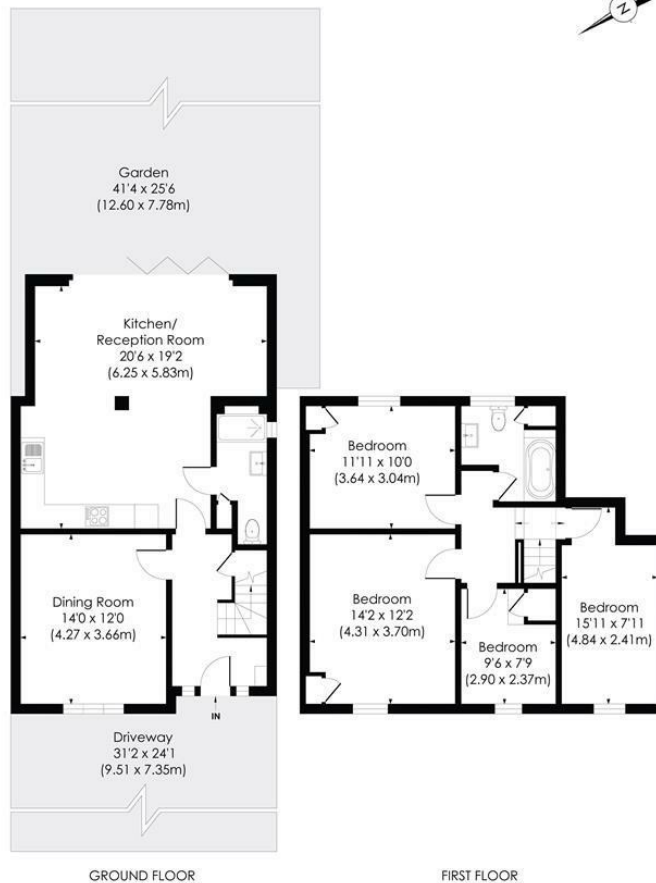 N
Garden
41'4 x 25'6
(12.60 x 7.78m)
Kitchen/
Reception Room
20'6 x 19'2
(6.25 x 5.83m)
Dining Room
14'0 x 12'0
(4.27 x 3.66m)
IN
Driveway
31'2 x 24'1
(9.51 x 7.35m)
GROUND FLOOR
Bedroom
11'11 x 10'0
(3.64 x 3.04m)
Bedroom
14'2 x 12'2
(4.31 x 3.70m)
Bedroom
9'6 x 7'9
(2.90 x 2.37m)
Bedroom
15'11 x 7'11
(4.84 x 2.41m)
FIRST FLOOR